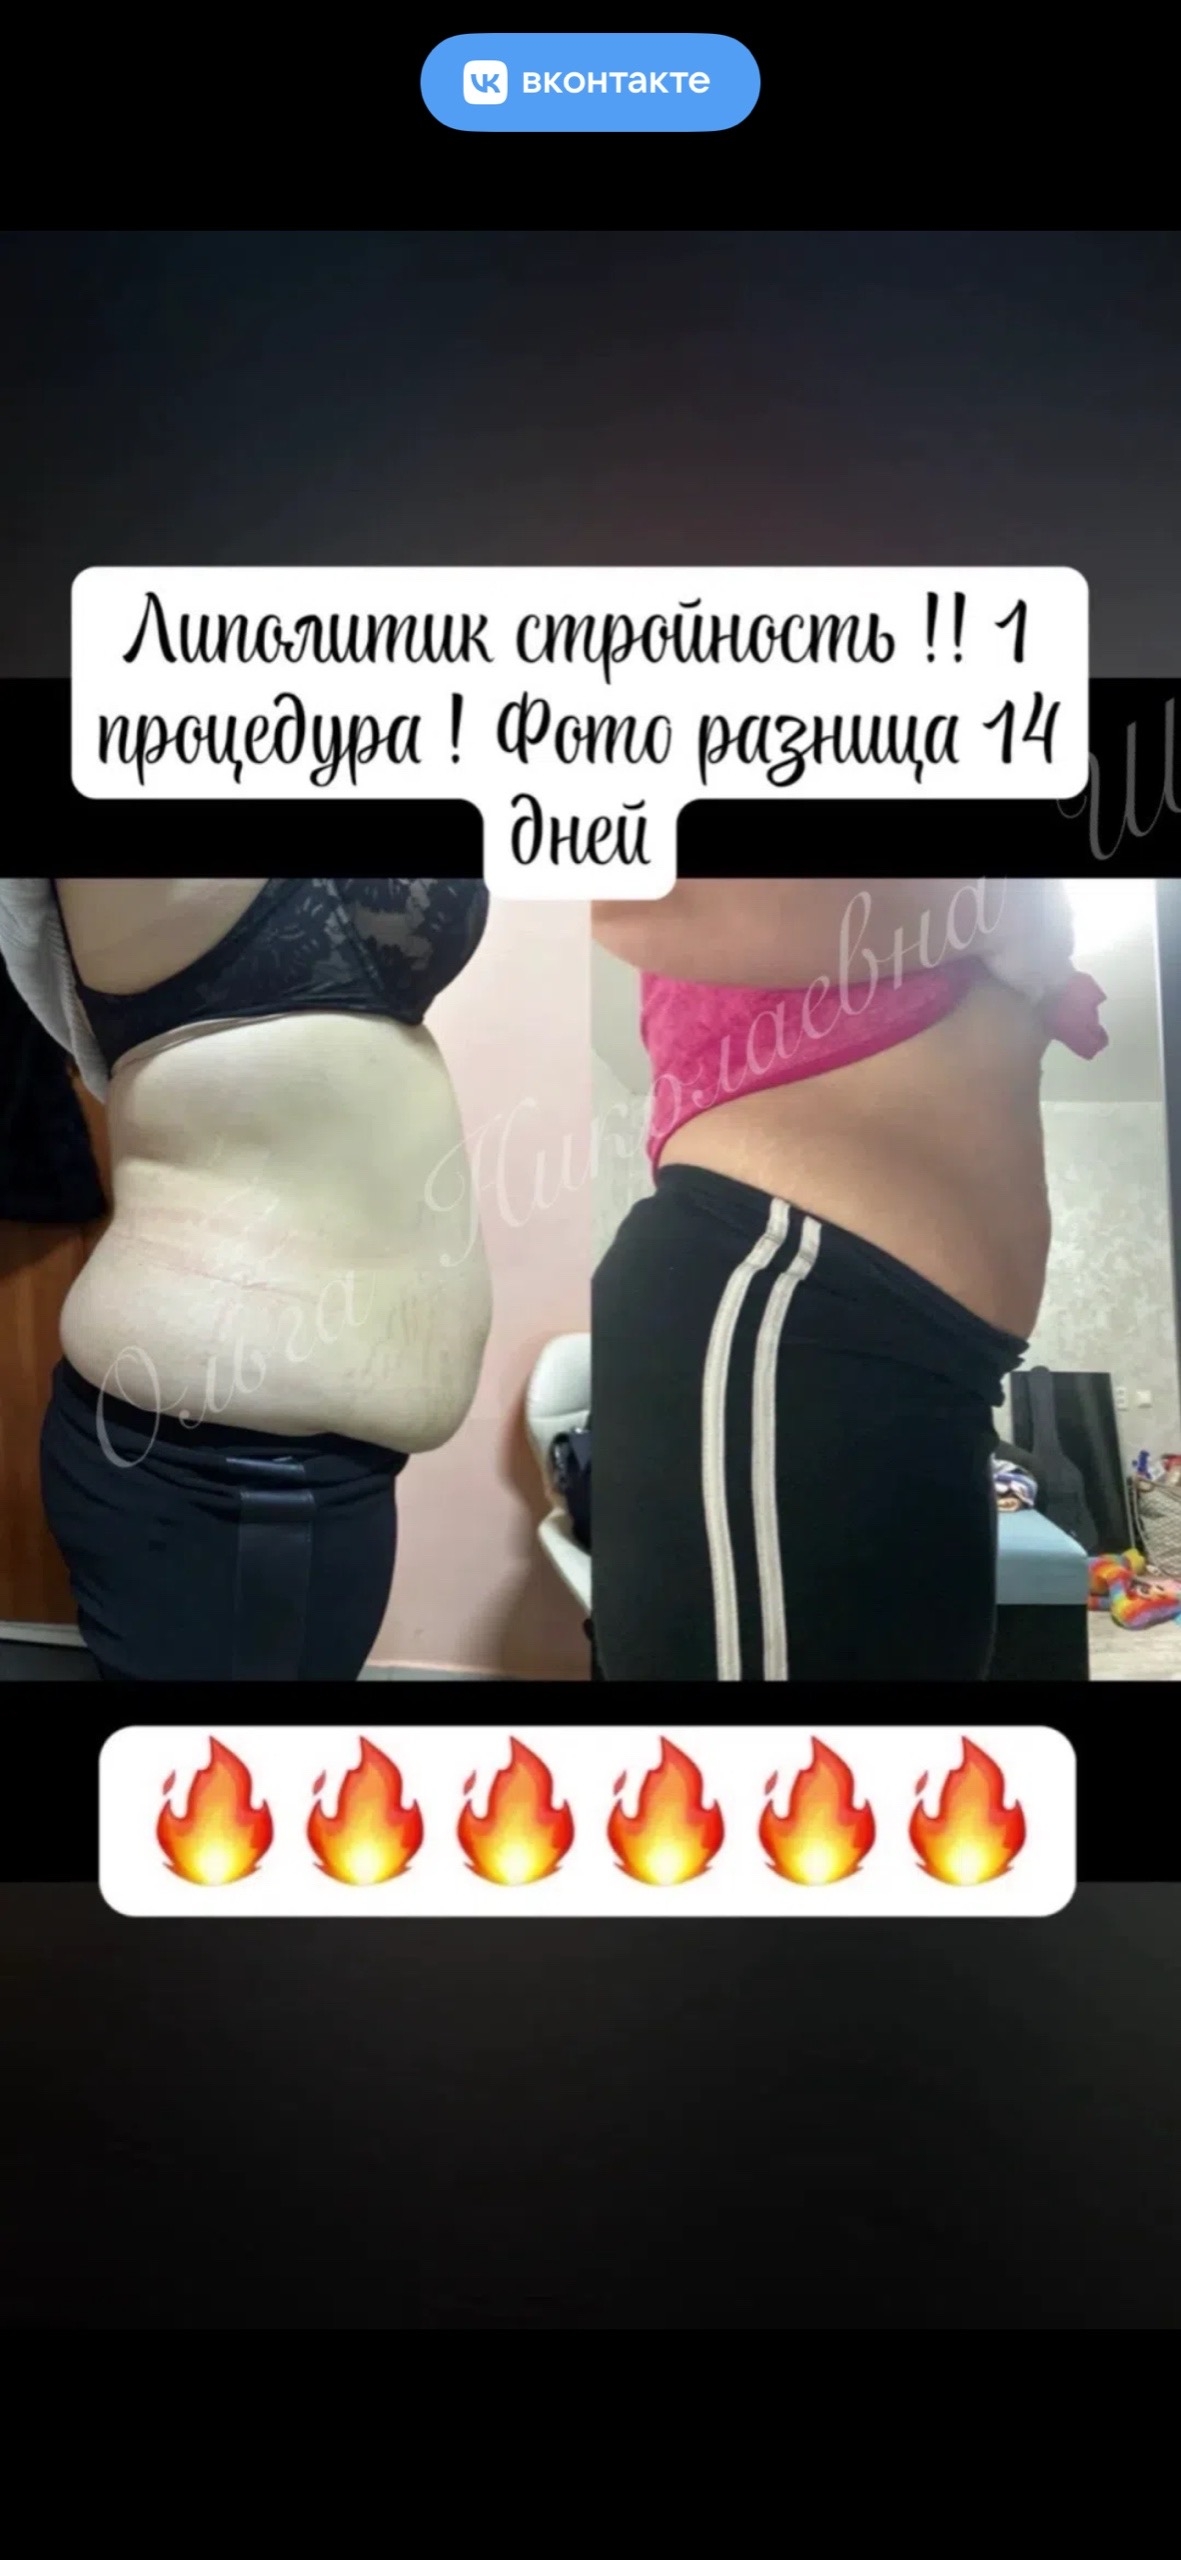 вконтакте
Липолитик стройность !! 1
процедура ! Фото разница 14
дней
Ольга Николаевна Ш
🔥🔥🔥🔥🔥🔥